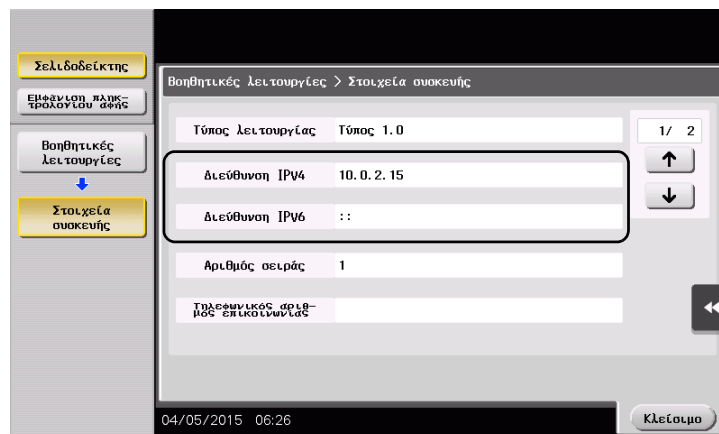 Σελιδοδείκτης
Εμφάνιση πληκ-
τρολογίου αφής
Βοηθητικές
λειτουργίες
Στοιχεία
συσκευής
Βοηθητικές λειτουργίες > Στοιχεία συσκευής
Τύπος λειτουργίας Τύπος 1.0
1/ 2
Διεύθυνση IPv4 10.0.2.15
Διεύθυνση IPv6 ::
Αριθμός σειράς 1
Τηλεφωνικός αριθ-
μός επικοινωνίας
04/05/2015 06:26
Κλείσιμο